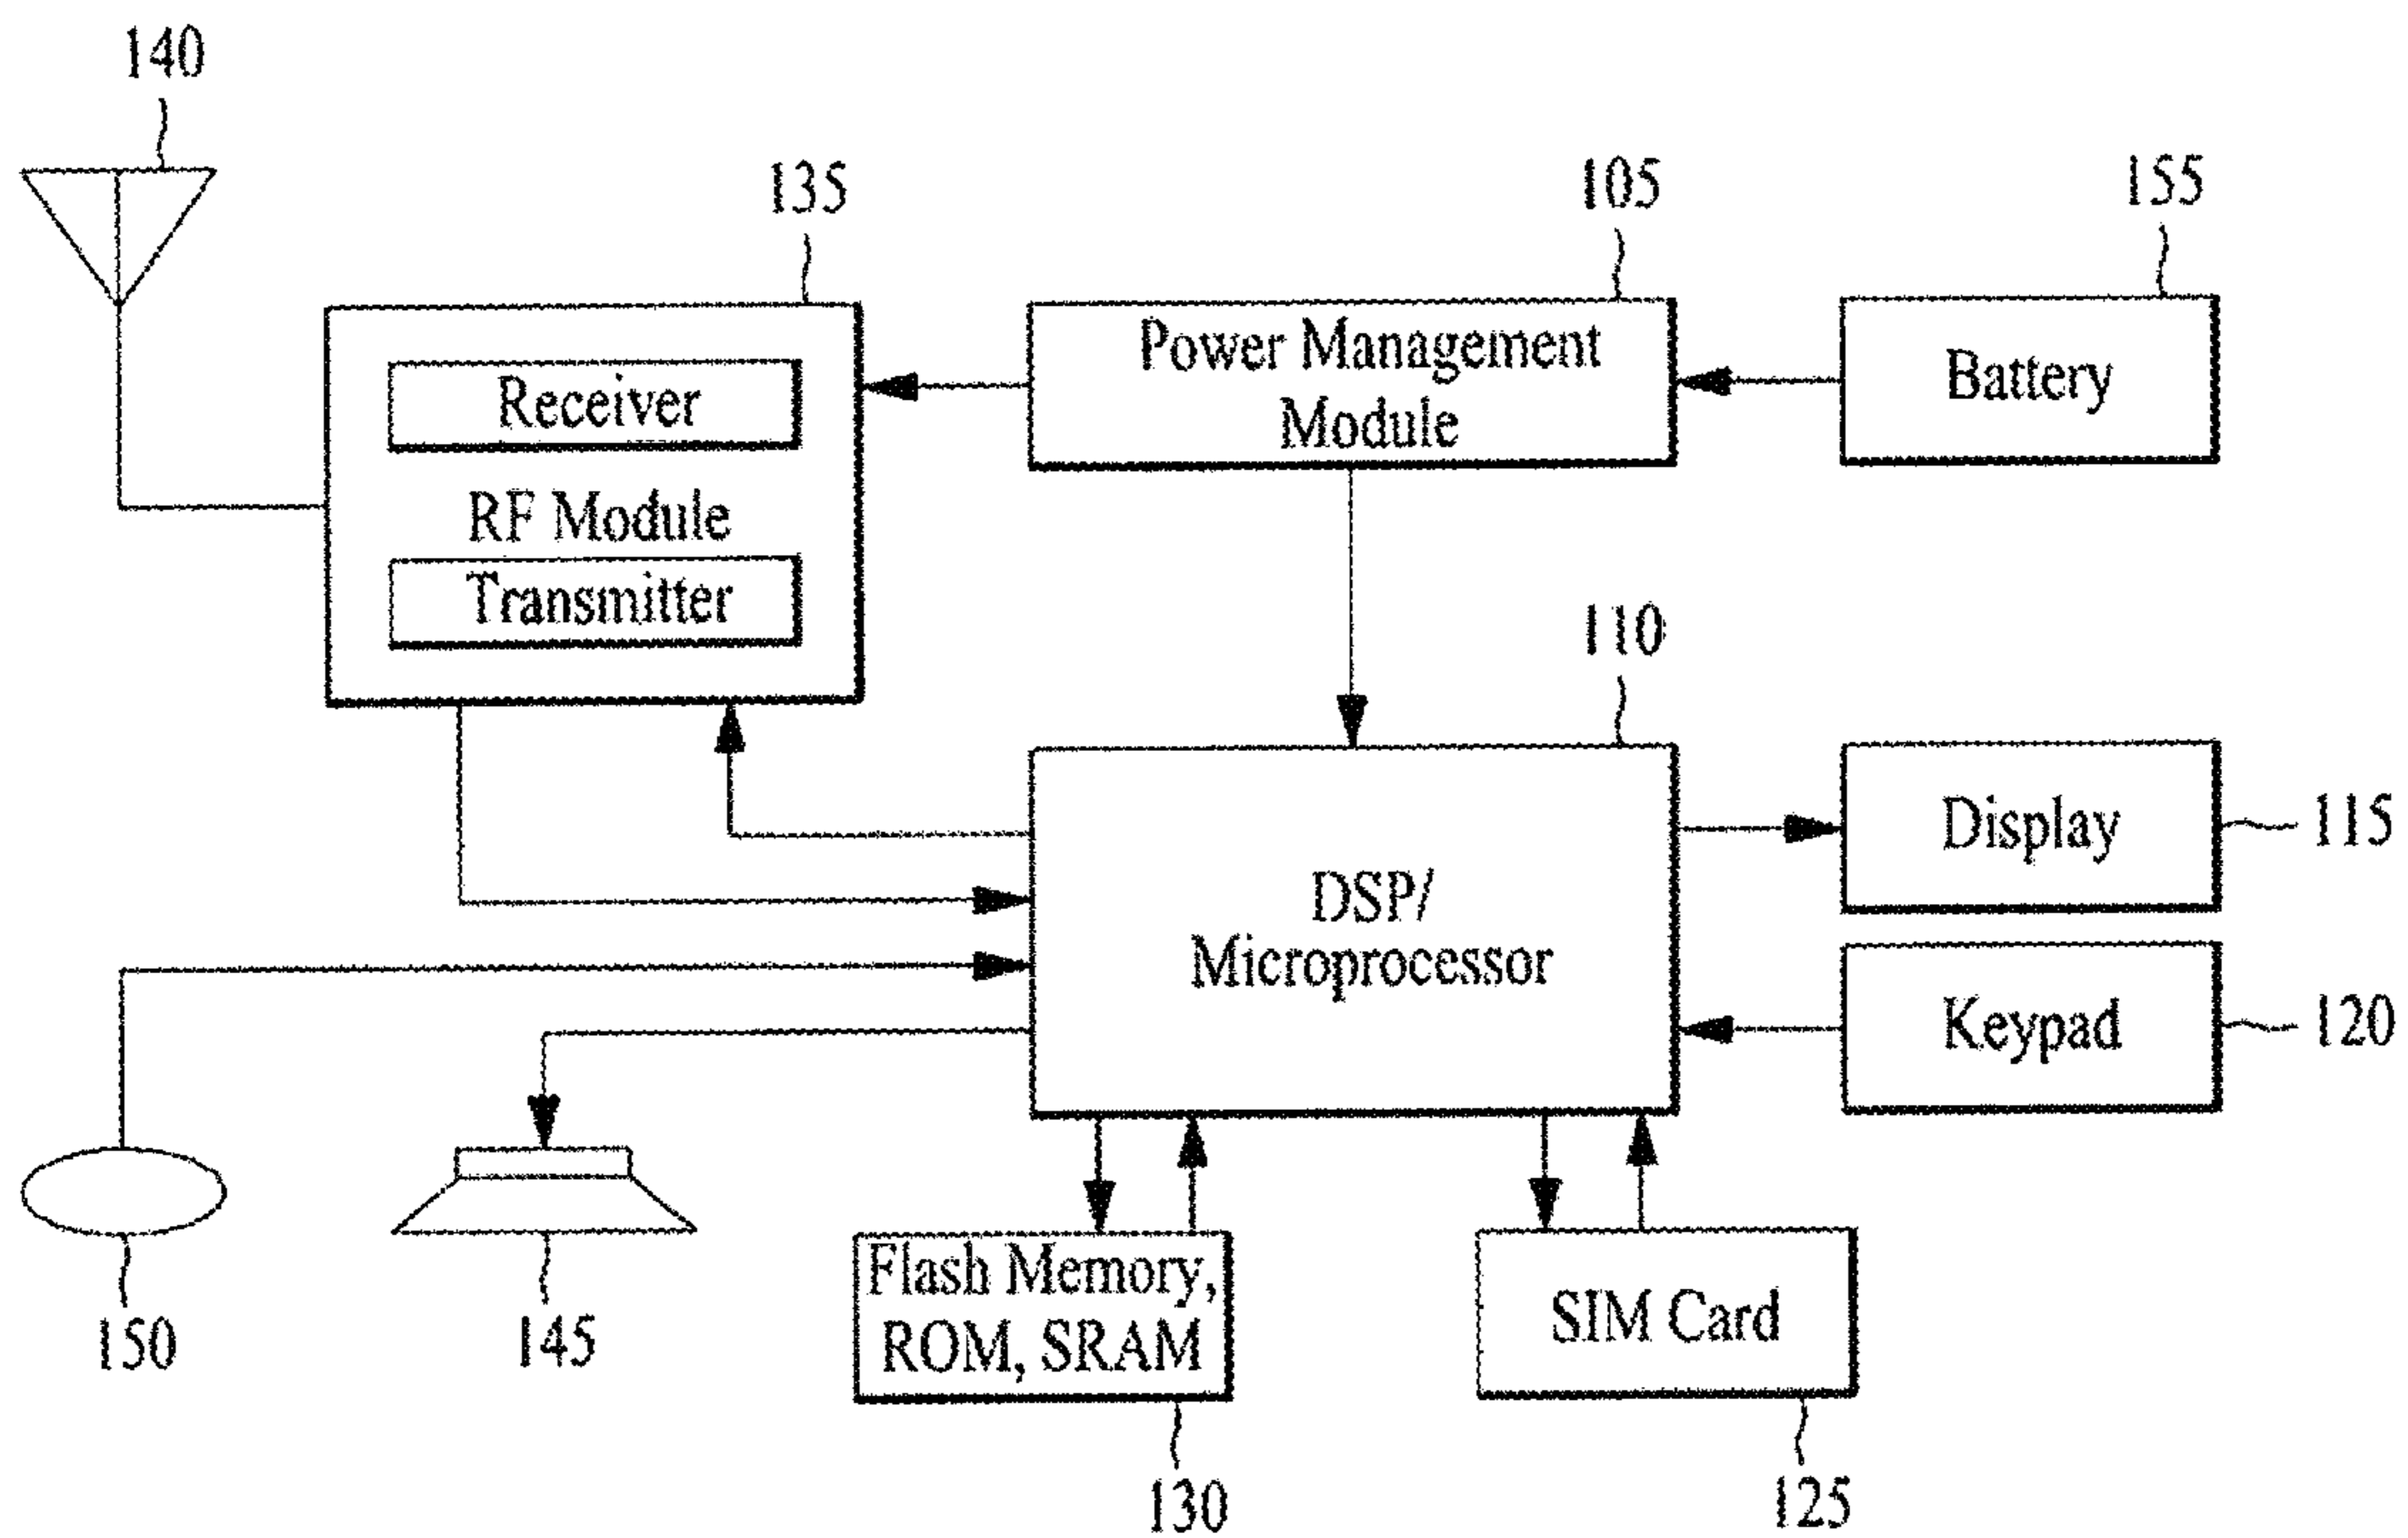 140
135
105
155
Receiver
RF Module
Transmitter
Power Management
Module
Battery
110
DSP/
Microprocessor
Display
115
Keypad
120
150
145
Flash Memory,
ROM, SRAM
130
SIM Card
125